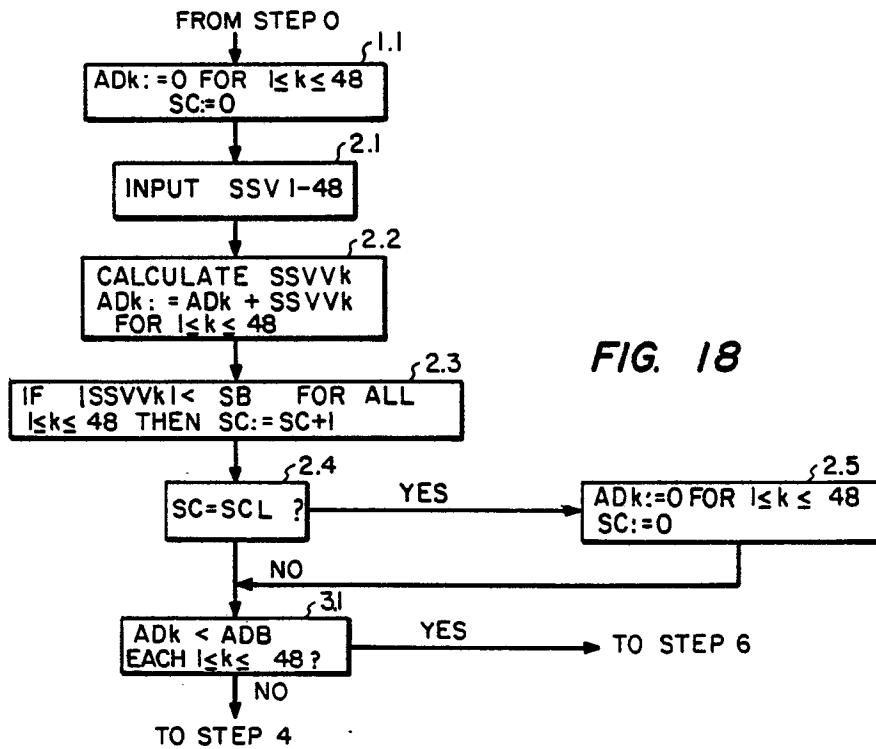 FROM STEP 0
1.1
ADk:=0 FOR 1≤k≤48
SC:=0
2.1
INPUT SSV 1-48
2.2
CALCULATE SSVVk
ADk:=ADk + SSVVk
FOR 1≤k≤48
FIG. 18
2.3
IF |SSVVk|< SB FOR ALL
1≤k≤48 THEN SC:=SC+1
2.4
SC=SCL ?
YES
2.5
ADk:=0 FOR 1≤k≤48
SC:=0
NO
3.1
ADk < ADB
EACH 1≤k≤48?
YES
TO STEP 6
NO
TO STEP 4